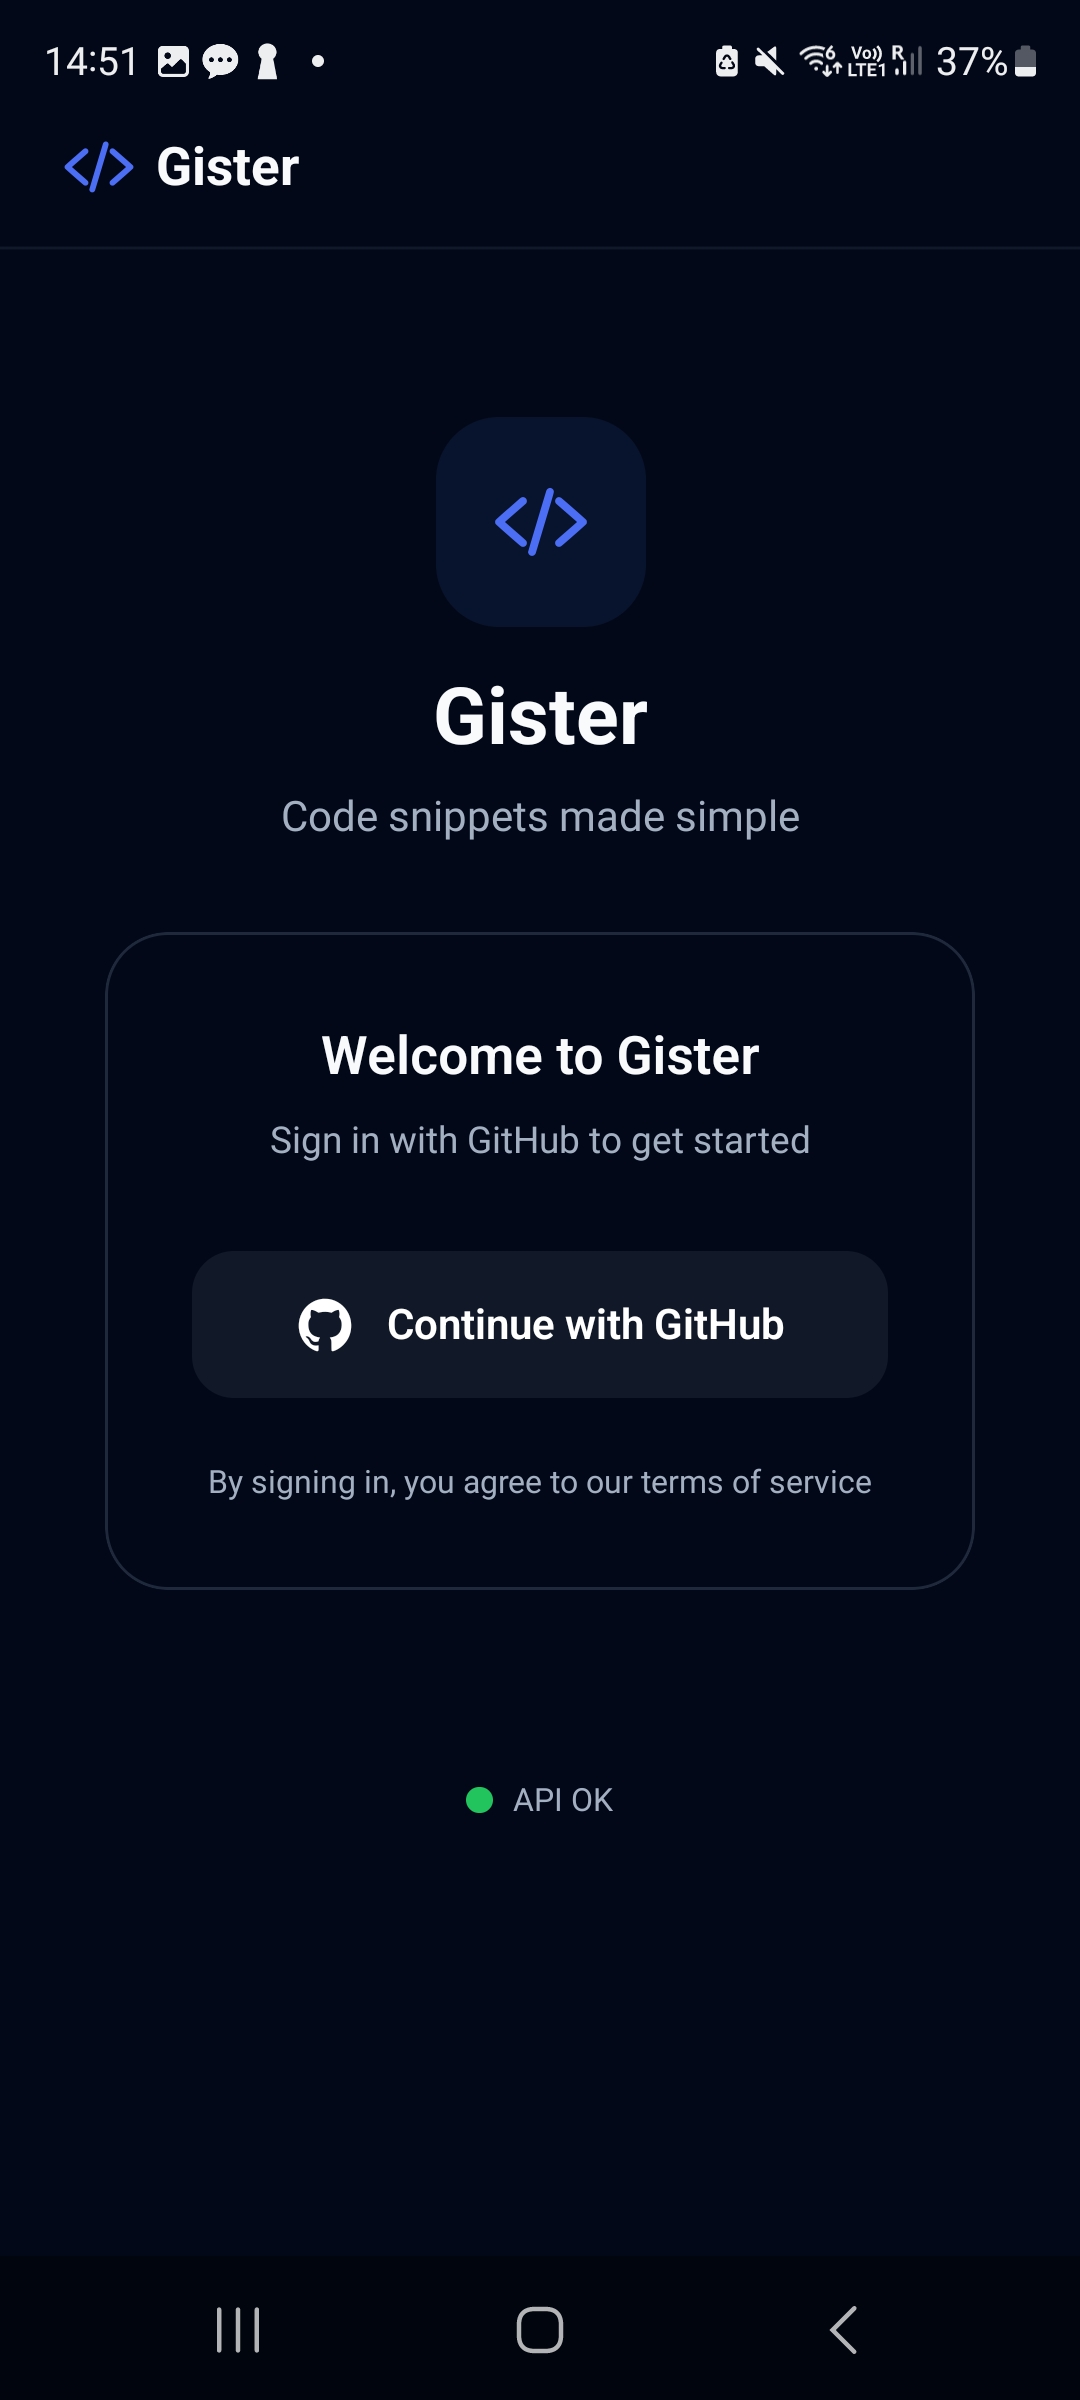 14:51
6 Vo)) LTE1 R 37%
</> Gister
</>
Gister
Code snippets made simple
Welcome to Gister
Sign in with GitHub to get started
Continue with GitHub
By signing in, you agree to our terms of service
API OK